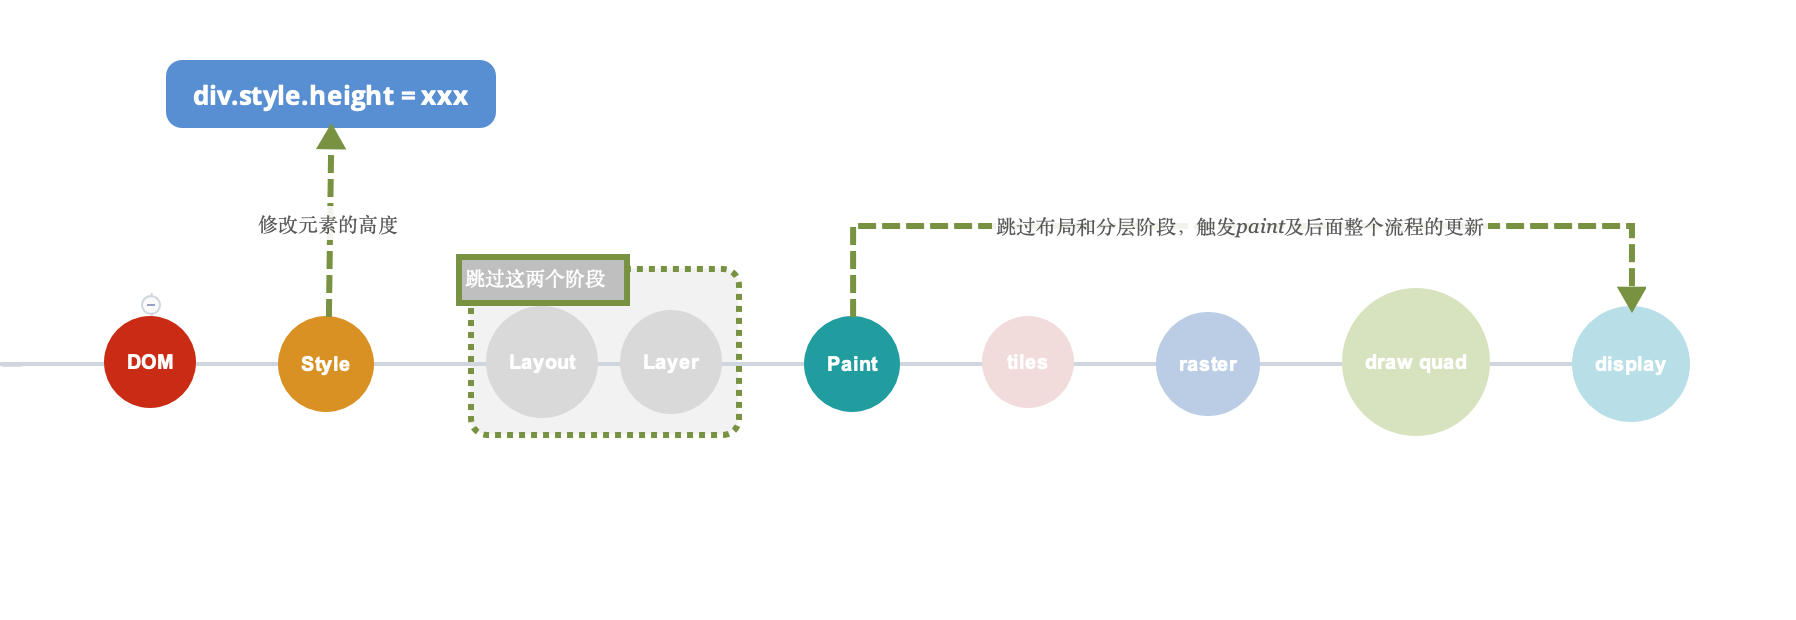 div.style.height = xxx
修改元素的高度
跳过布局和分层阶段，触发paint及后面整个流程的更新
跳过这两个阶段
DOM
Style
Layout
Layer
Paint
tiles
raster
draw quad
display